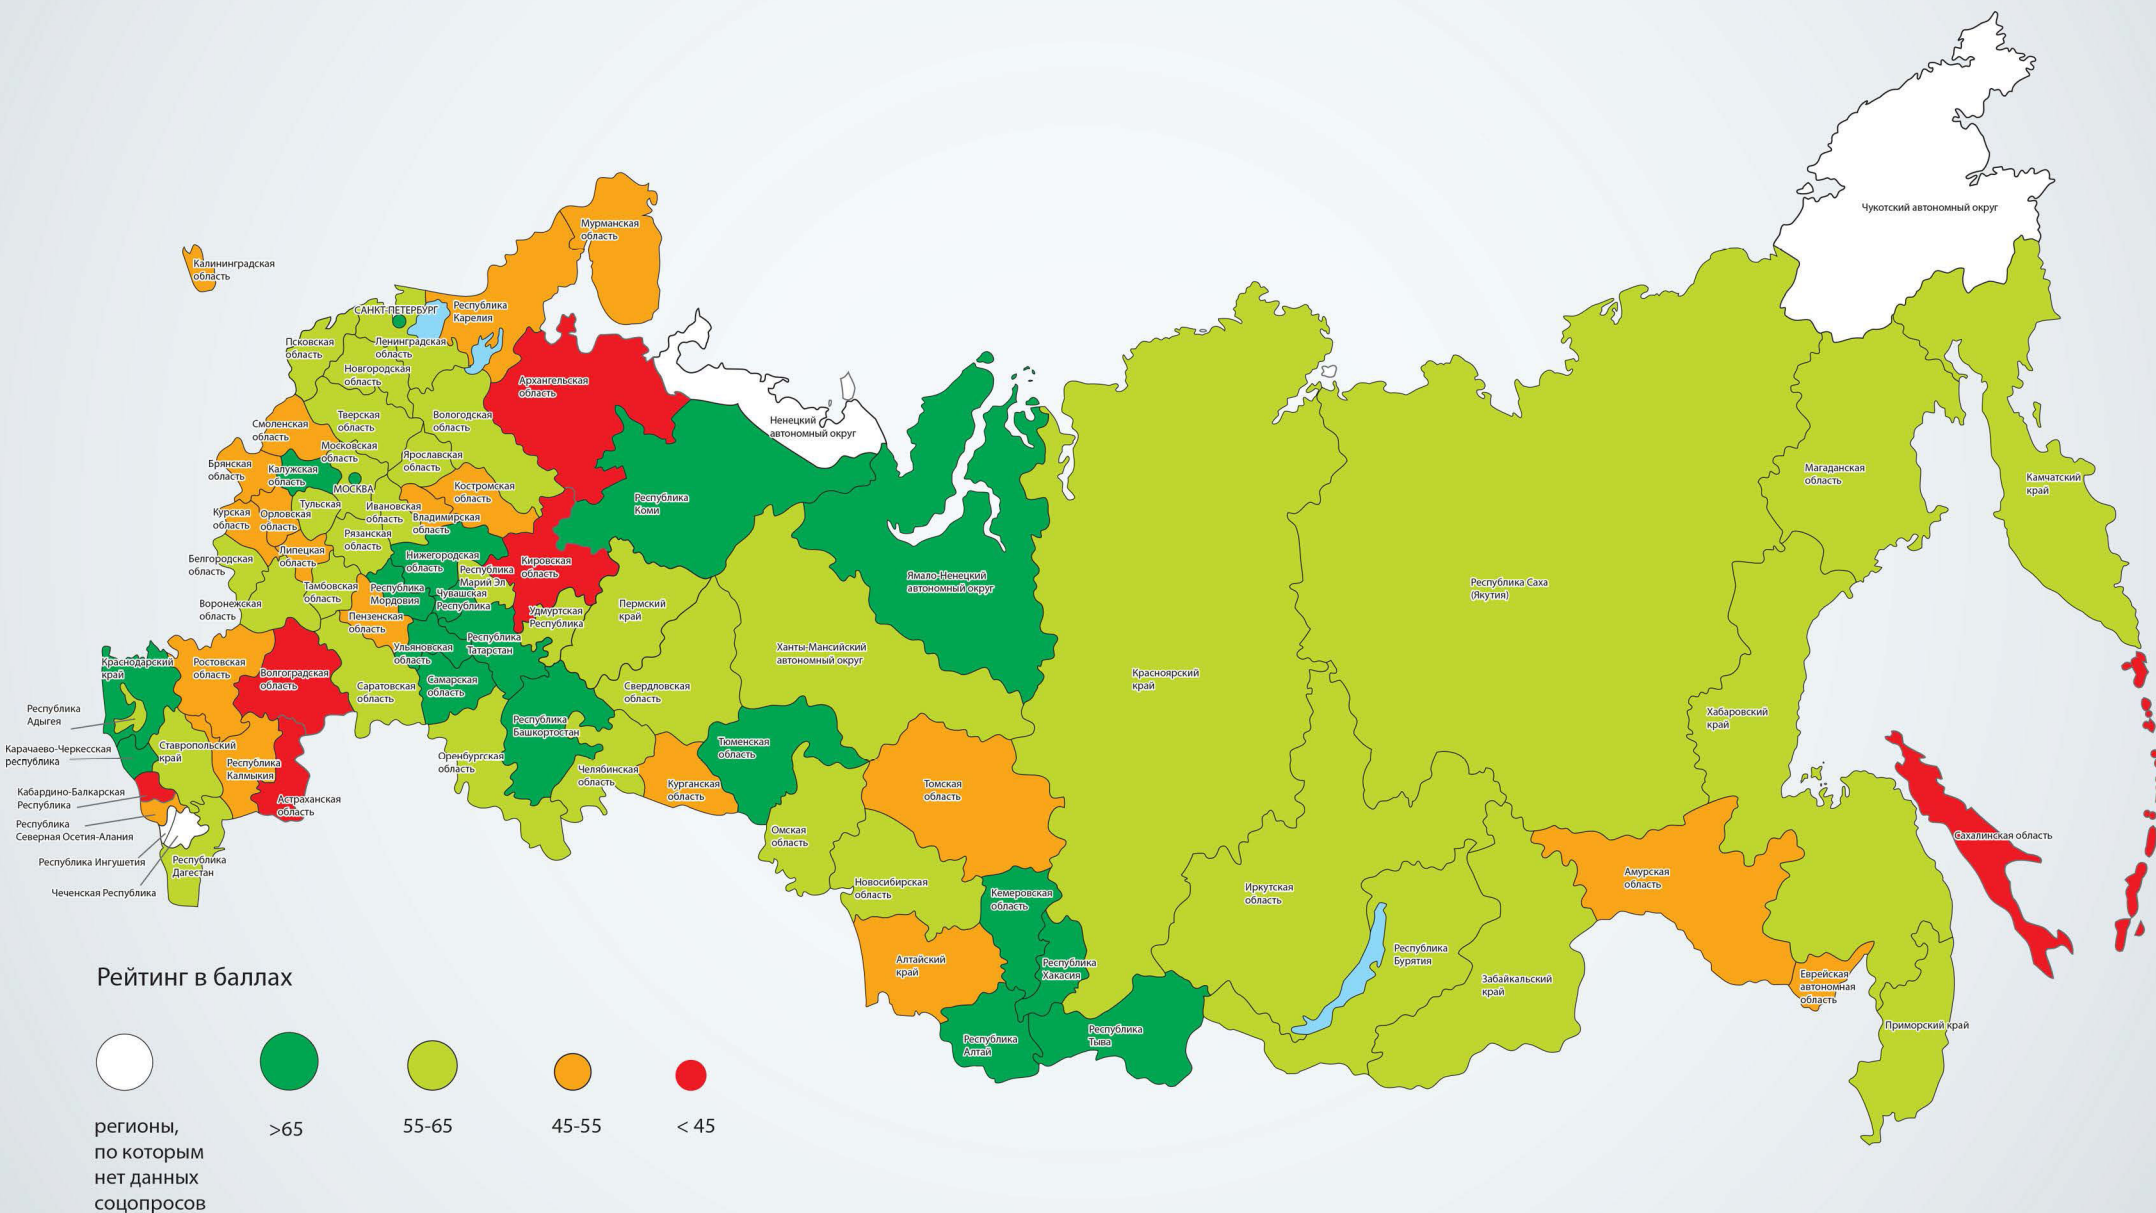 Чукотский автономный округ
Мурманская
область
Калининградская
область
САНКТ-ПЕТЕРБУРГ
Республика
Карелия
Псковская
область
Ленинградская
область
Новгородская
область
Архангельская
область
Ненецкий
автономный округ
Тверская
область
Вологодская
область
Смоленская
область
Московская
область
Ярославская
область
Брянская
область
Калужская
область
МОСКВА
Костромская
область
Республика
Коми
Магаданская
область
Камчатский
край
Тульская
Ивановская
область
Владимирская
область
Курская
область
Орловская
область
Рязанская
область
Липецкая
область
Белгородская
область
Нижегородская
область
Республика
Марий Эл
Кировская
область
Ямало-Ненецкий
автономный округ
Республика Саха
(Якутия)
Тамбовская
область
Республика
Мордовия
Чувашская
Республика
Воронежская
область
Пензенская
область
Удмуртская
Республика
Пермский
край
Республика
Татарстан
Ульяновская
область
Ханты-Мансийский
автономный округ
Краснодарский
край
Ростовская
область
Волгоградская
область
Саратовская
область
Самарская
область
Свердловская
область
Красноярский
край
Хабаровский
край
Республика
Адыгея
Республика
Башкортостан
Карачаево-Черкесская
республика
Ставропольский
край
Республика
Калмыкия
Оренбургская
область
Челябинская
область
Тюменская
область
Курганская
область
Томская
область
Кабардино-Балкарская
Республика
Астраханская
область
Республика
Северная Осетия-Алания
Омская
область
Сахалинская область
Республика Ингушетия
Республика
Дагестан
Чеченская Республика
Новосибирская
область
Кемеровская
область
Иркутская
область
Амурская
область
Алтайский
край
Республика
Хакасия
Республика
Бурятия
Забайкальский
край
Еврейская
автономная
область
Республика
Алтай
Республика
Тыва
Приморский край
Рейтинг в баллах
регионы,
по которым
нет данных
соцопросов
>65
55-65
45-55
< 45